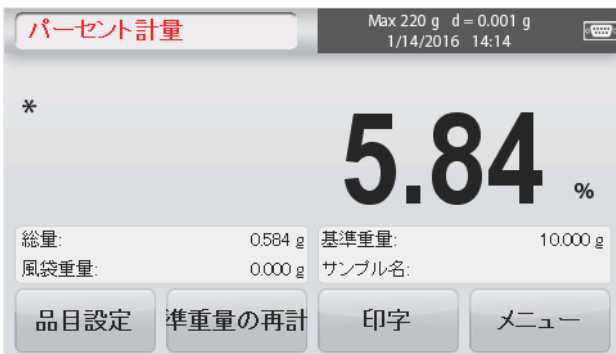 パーセント計量
Max 220 g d = 0.001 g
1/14/2016 14:14
*
5.84 %
総量: 0.584 g 基準重量: 10.000 g
風袋重量: 0.000 g サンプル名:
品目設定 準重量の再計 印字 メニュー